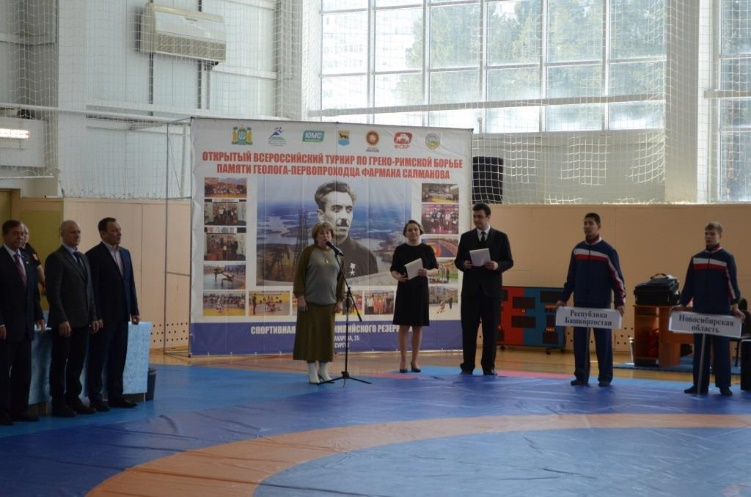 ОТКРЫТЫЙ ВСЕРОССИЙСКИЙ ТУРНИР ПО ГРЕКО-РИМСКОЙ БОРЬБЕ
ПАМЯТИ ГЕОЛОГА-ПЕРВОПРОХОДЦА ФАРМАНА САЛМАНОВА
СПОРТИВНАЯ
Республика
Башкортостан
Новосибирская
область